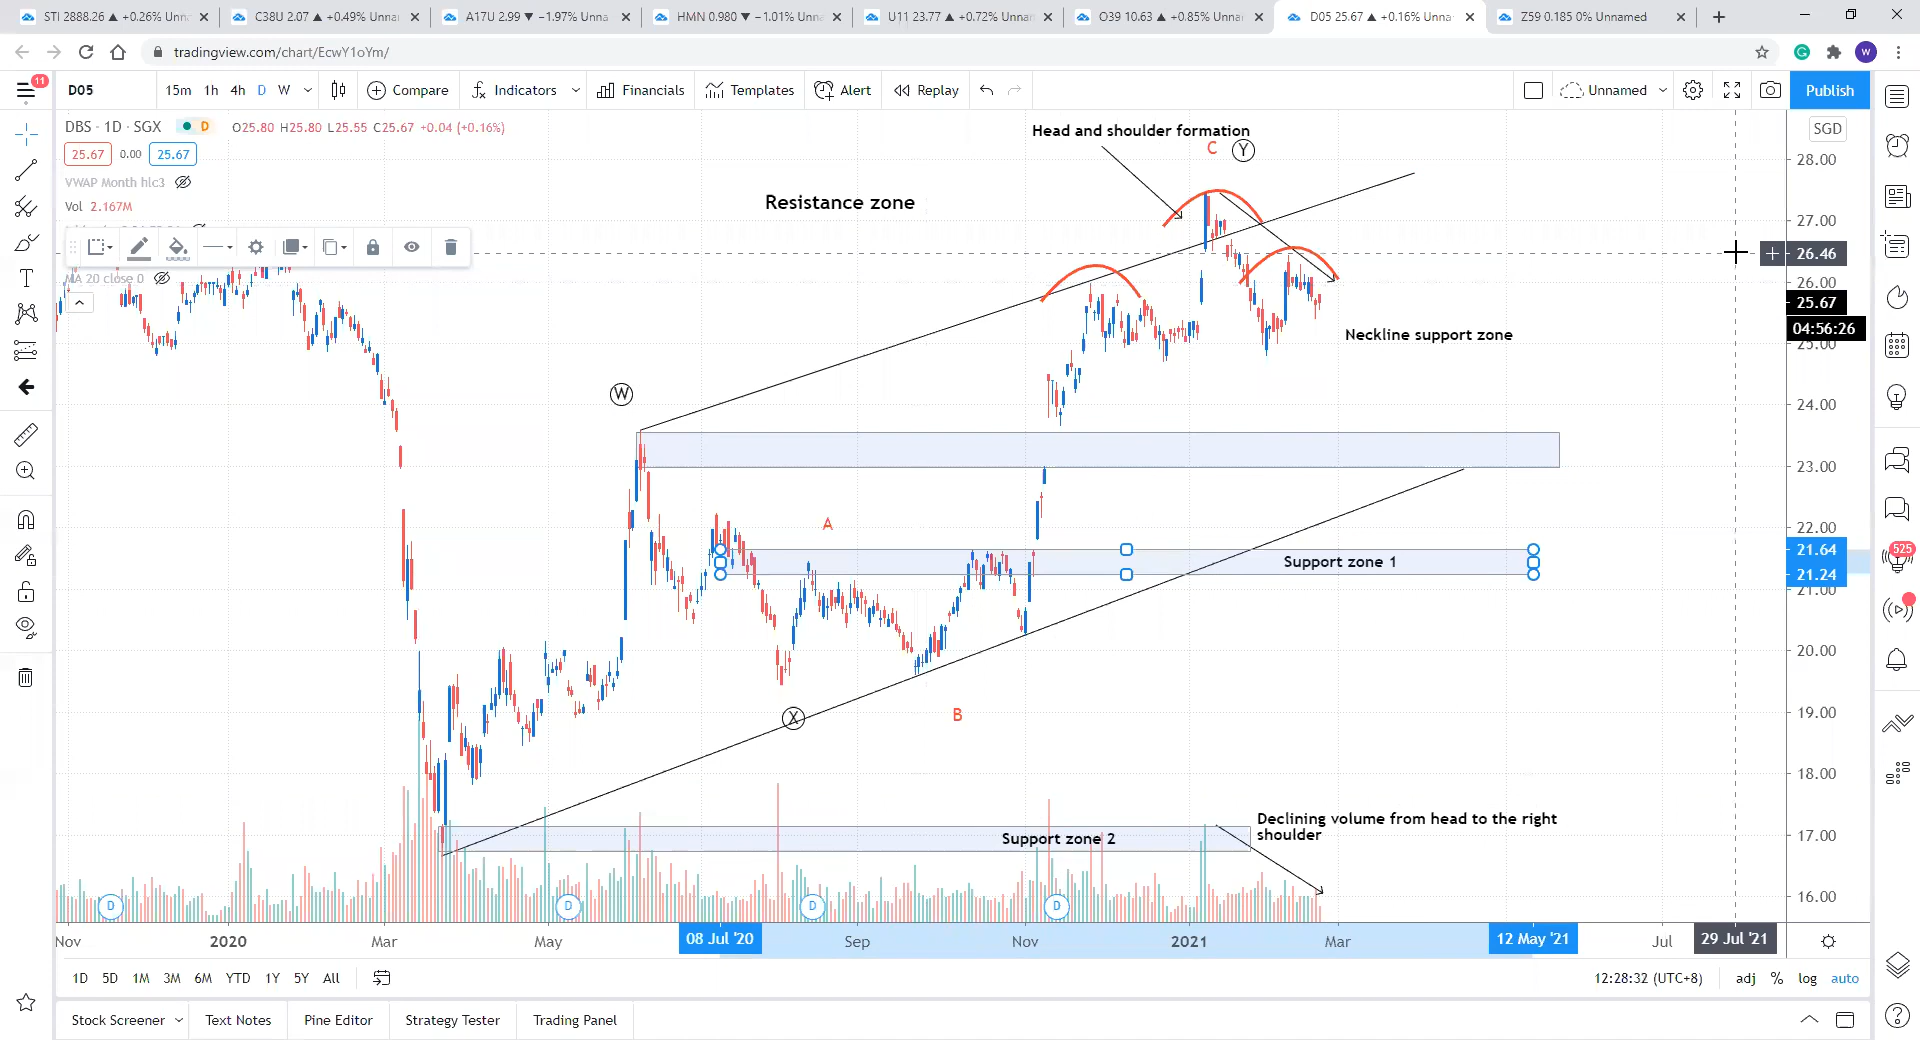 STI 2888.26 ▲ +0.26% Unna
C38U 2.07 ▲ +0.49% Unnar
A17U 2.99 ▼ −1.97% Unna
HMN 0.980 ▼ −1.01% Unna
U11 23.77 ▲ +0.72% Unnar
O39 10.63 ▲ +0.85% Unnar
D05 25.67 ▲ +0.16% Unna
Z59 0.185 0% Unnamed
tradingview.com/chart/EcwY1oYm/
W
11
D05 15m 1h 4h D W Compare Indicators Financials Templates Alert Replay Unnamed Publish
DBS · 1D · SGX D O25.80 H25.80 L25.55 C25.67 +0.04 (+0.16%)
25.67 0.00 25.67
VWAP Month hlc3
Vol 2.167M
MA 20 close 0
SGD
Head and shoulder formation
C Y
Resistance zone
Neckline support zone
W
A
Support zone 1
X
B
Support zone 2
Declining volume from head to the right
shoulder
28.00
27.00
26.46
26.00
25.67
04:56:26
25.00
24.00
23.00
22.00
21.64
21.24
21.00
20.00
19.00
18.00
17.00
16.00
525
D D D D
Nov 2020 Mar May 08 Jul '20 Sep Nov 2021 Mar 12 May '21 Jul 29 Jul '21
1D 5D 1M 3M 6M YTD 1Y 5Y All 12:28:32 (UTC+8) adj % log auto
Stock Screener Text Notes Pine Editor Strategy Tester Trading Panel